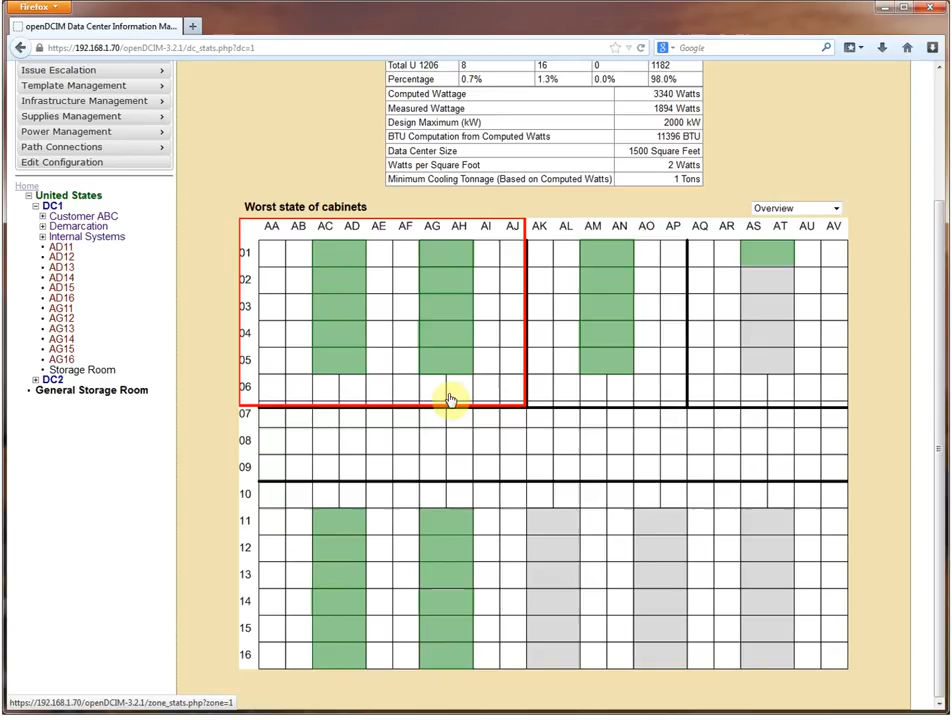 Firefox
openDCIM Data Center Information Ma...
https://192.168.1.70/openDCIM-3.2.1/dc_stats.php?dc=1
Google
Issue Escalation
Template Management
Infrastructure Management
Supplies Management
Power Management
Path Connections
Edit Configuration
Home
United States
DC1
Customer ABC
Demarcation
Internal Systems
AD11
AD12
AD13
AD14
AD15
AD16
AG11
AG12
AG13
AG14
AG15
AG16
Storage Room
DC2
General Storage Room
Total U 1206 8 16 0 1182
Percentage 0.7% 1.3% 0.0% 98.0%
Computed Wattage 3340 Watts
Measured Wattage 1894 Watts
Design Maximum (kW) 2000 kW
BTU Computation from Computed Watts 11396 BTU
Data Center Size 1500 Square Feet
Watts per Square Foot 2 Watts
Minimum Cooling Tonnage (Based on Computed Watts) 1 Tons
Worst state of cabinets
Overview
AA AB AC AD AE AF AG AH AI AJ AK AL AM AN AO AP AQ AR AS AT AU AV
01
02
03
04
05
06
07
08
09
10
11
12
13
14
15
16
https://192.168.1.70/openDCIM-3.2.1/zone_stats.php?zone=1